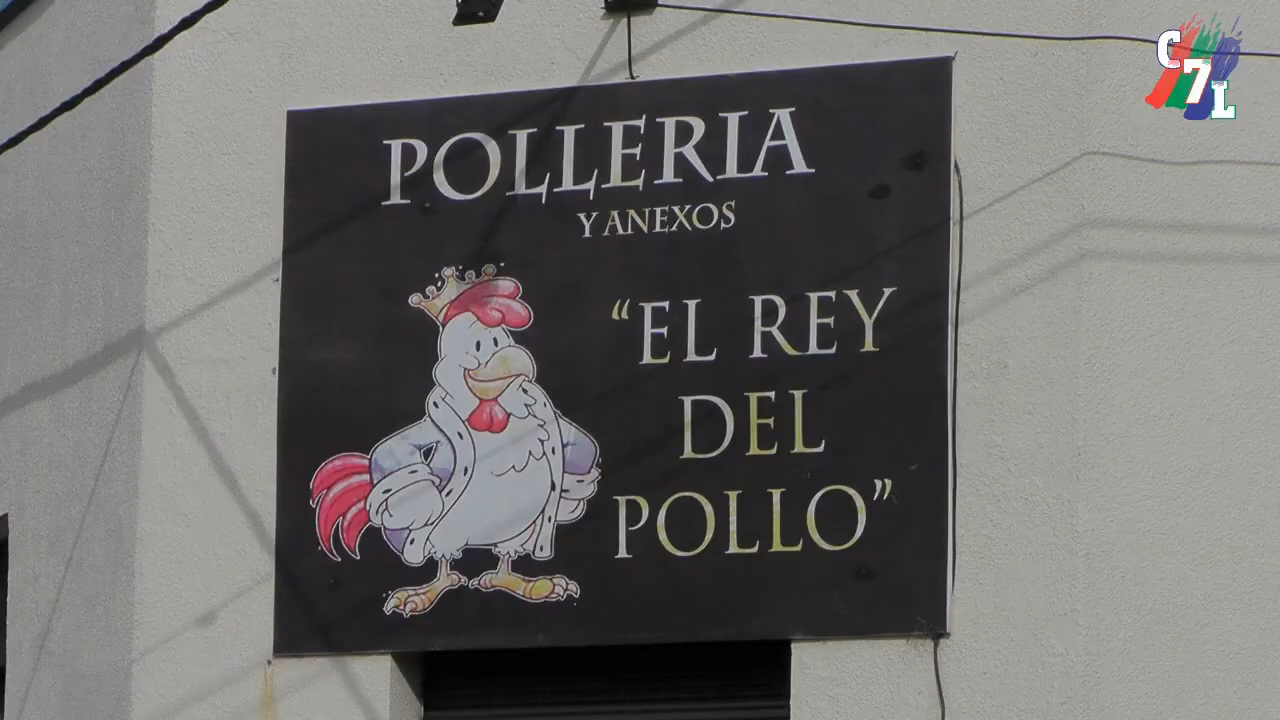 C7L
POLLERIA
Y ANEXOS
“EL REY
DEL
POLLO”